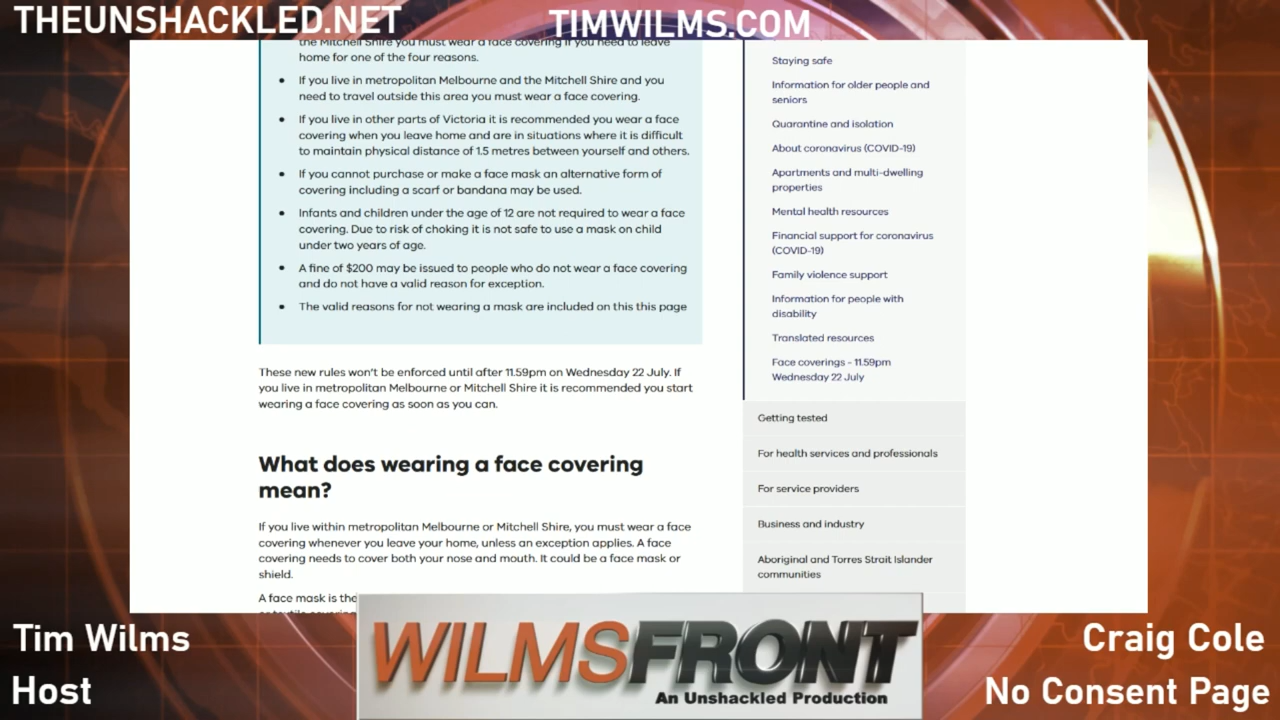 THEUNSHACKLED.NET
TIMWILMS.COM
the Mitchell Shire you must wear a face covering if you need to leave
home for one of the four reasons.
If you live in metropolitan Melbourne and the Mitchell Shire and you
need to travel outside this area you must wear a face covering.
If you live in other parts of Victoria it is recommended you wear a face
covering when you leave home and are in situations where it is difficult
to maintain physical distance of 1.5 metres between yourself and others.
If you cannot purchase or make a face mask an alternative form of
covering including a scarf or bandana may be used.
Infants and children under the age of 12 are not required to wear a face
covering. Due to risk of choking it is not safe to use a mask on child
under two years of age.
A fine of $200 may be issued to people who do not wear a face covering
and do not have a valid reason for exception.
The valid reasons for not wearing a mask are included on this this page
These new rules won't be enforced until after 11.59pm on Wednesday 22 July. If
you live in metropolitan Melbourne or Mitchell Shire it is recommended you start
wearing a face covering as soon as you can.
What does wearing a face covering
mean?
If you live within metropolitan Melbourne or Mitchell Shire, you must wear a face
covering whenever you leave your home, unless an exception applies. A face
covering needs to cover both your nose and mouth. It could be a face mask or
shield.
A face mask is the
Staying safe
Information for older people and
seniors
Quarantine and isolation
About coronavirus (COVID-19)
Apartments and multi-dwelling
properties
Mental health resources
Financial support for coronavirus
(COVID-19)
Family violence support
Information for people with
disability
Translated resources
Face coverings - 11.59pm
Wednesday 22 July
Getting tested
For health services and professionals
For service providers
Business and industry
Aboriginal and Torres Strait Islander
communities
Tim Wilms
Host
WILMSFRONT
An Unshackled Production
Craig Cole
No Consent Page